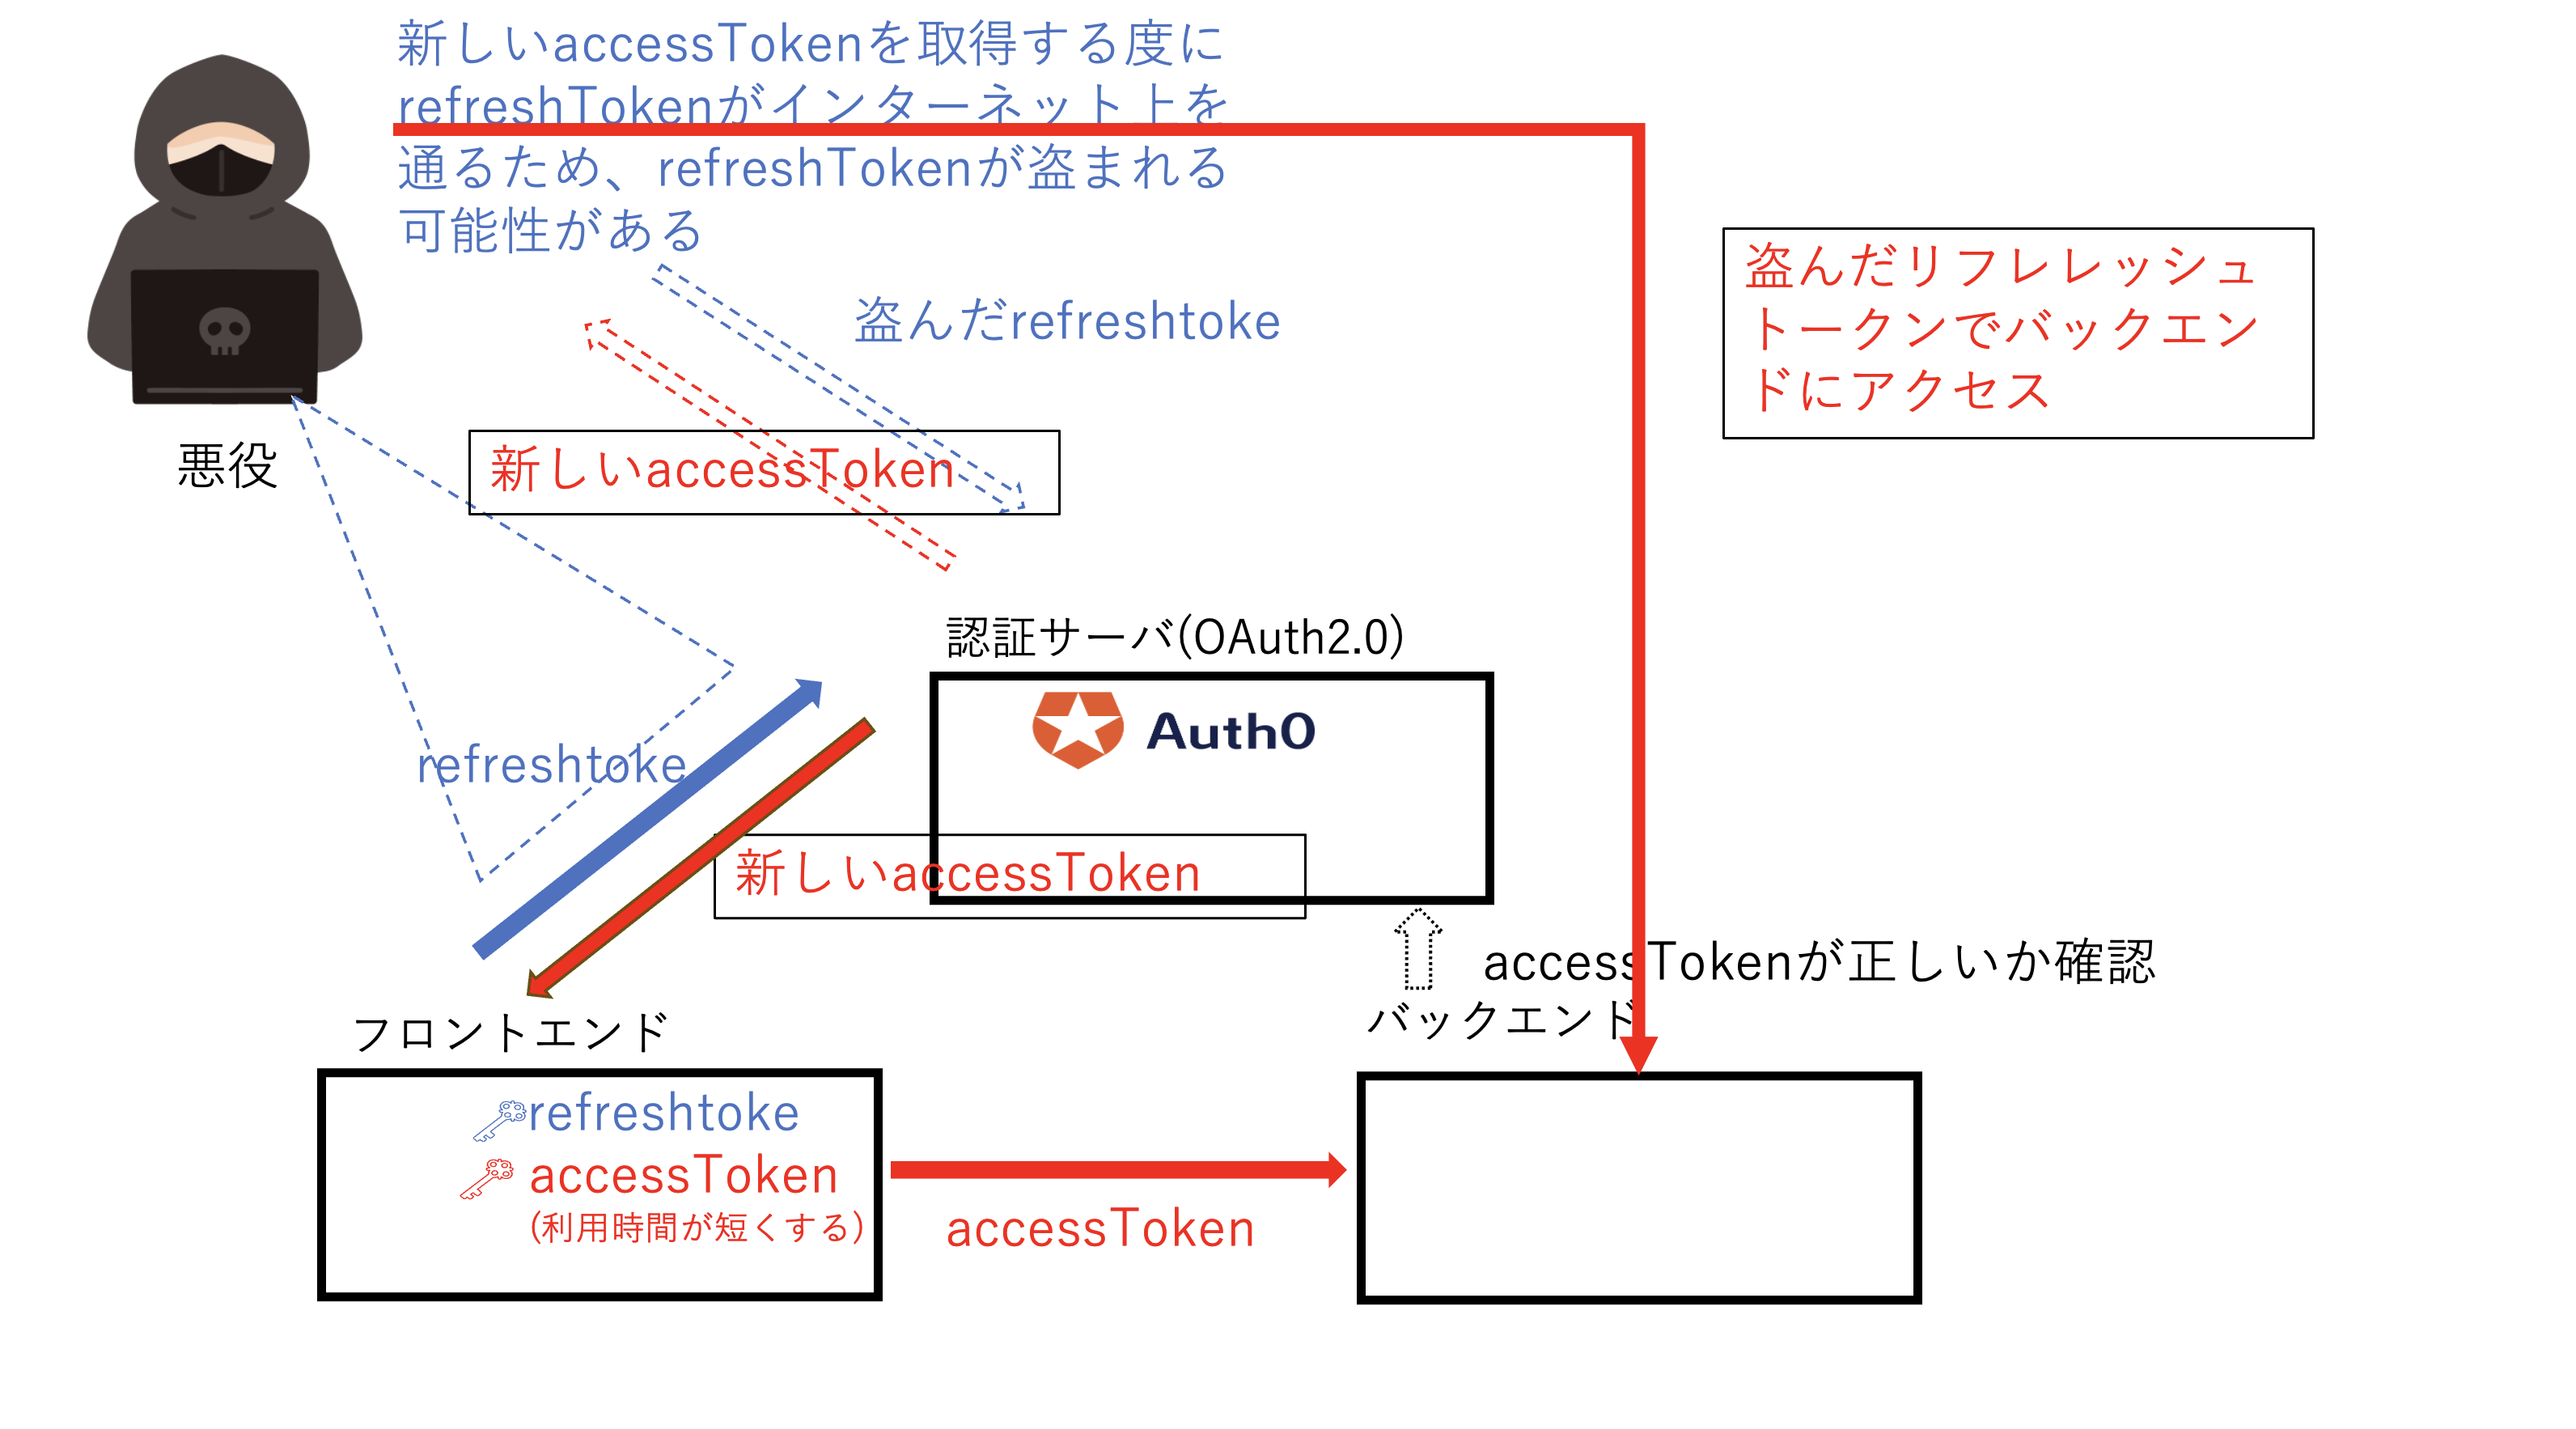 新しいaccessTokenを取得する度に
refreshTokenがインターネット上を
通るため、refreshTokenが盗まれる
可能性がある
盗んだリフレレッシュ
トークンでバックエン
ドにアクセス
盗んだrefreshtoke
悪役
新しいaccessToken
認証サーバ(OAuth2.0)
Auth0
refreshtoke
新しいaccessToken
accessTokenが正しいか確認
バックエンド
フロントエンド
refreshtoke
accessToken
(利用時間が短くする)
accessToken